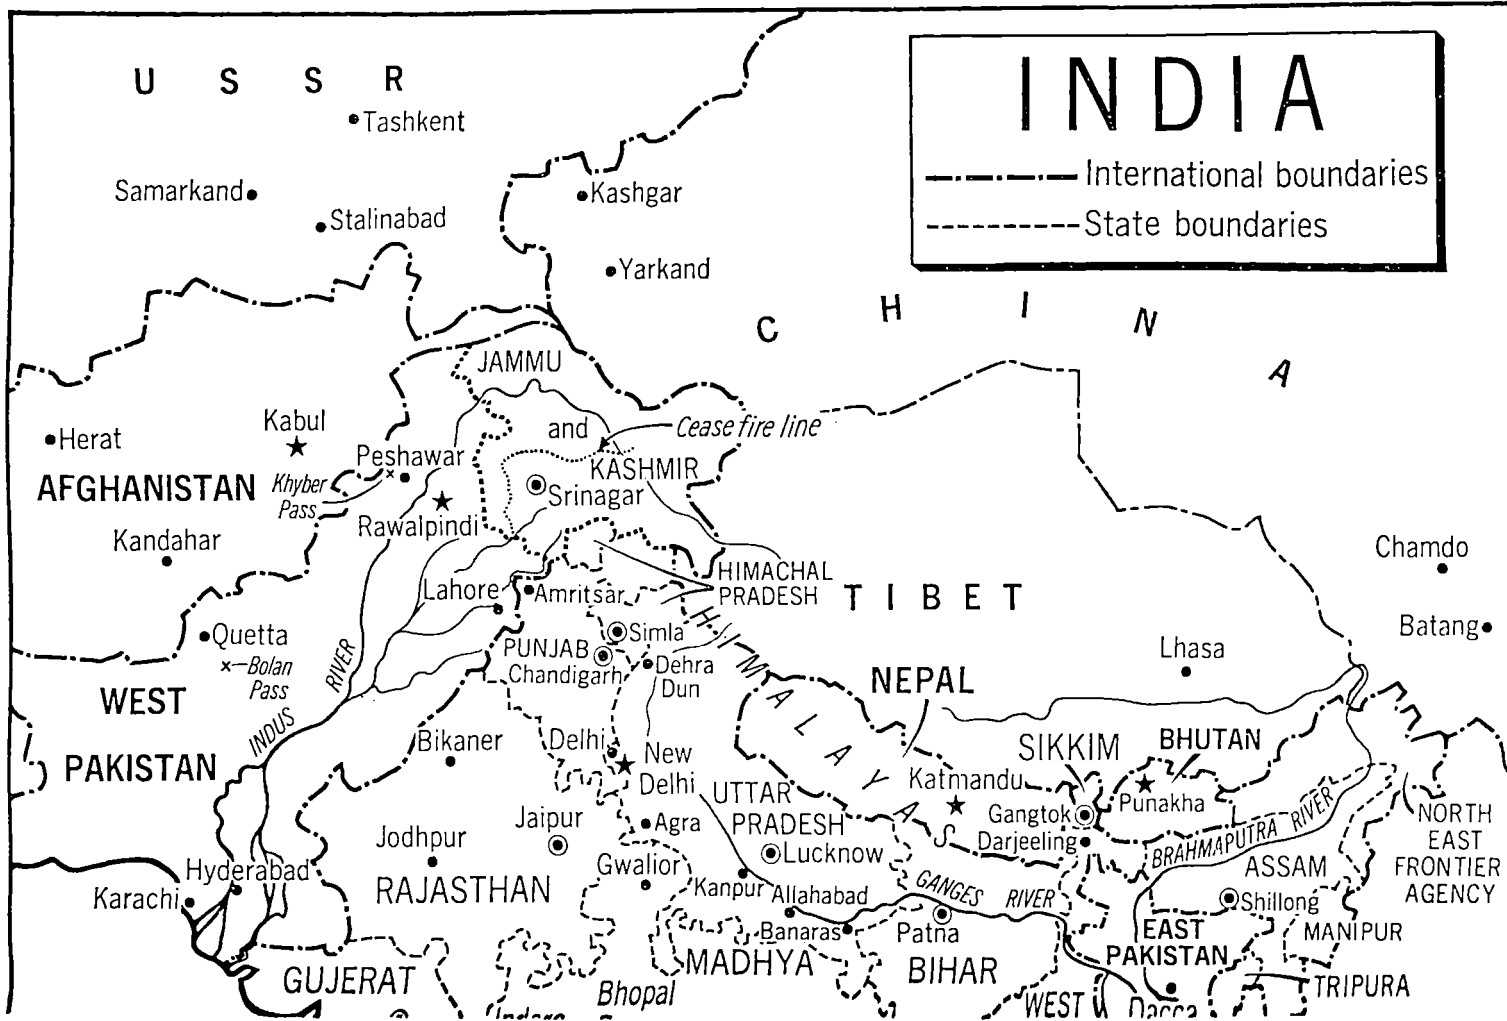 INDIA
International boundaries
State boundaries
U S S R
Tashkent
Samarkand
Stalinabad
Kashgar
Yarkand
C H I N A
JAMMU
and
KASHMIR
Cease fire line
Srinagar
Kabul
Herat
AFGHANISTAN
Peshawar
Khyber
Pass
Rawalpindi
Kandahar
Chamdo
HIMACHAL
PRADESH
TIBET
Lahore
Amritsar
Batang
Quetta
Bolan
Pass
INDUS RIVER
PUNJAB
Simla
Chandigarh
Dehra
Dun
HIMALAYAS
Lhasa
WEST
PAKISTAN
NEPAL
Bikaner
Delhi
New
Delhi
SIKKIM
BHUTAN
Katmandu
Punakha
Gangtok
Darjeeling
UTTAR
PRADESH
Jaipur
Agra
Jodhpur
Lucknow
BRAHMAPUTRA RIVER
NORTH
EAST
FRONTIER
AGENCY
Hyderabad
Karachi
RAJASTHAN
Gwalior
Kanpur
Allahabad
GANGES RIVER
ASSAM
Shillong
Banaras
Patna
EAST
PAKISTAN
MANIPUR
GUJERAT
MADHYA
BIHAR
Bhopal
TRIPURA
WEST
Dacca